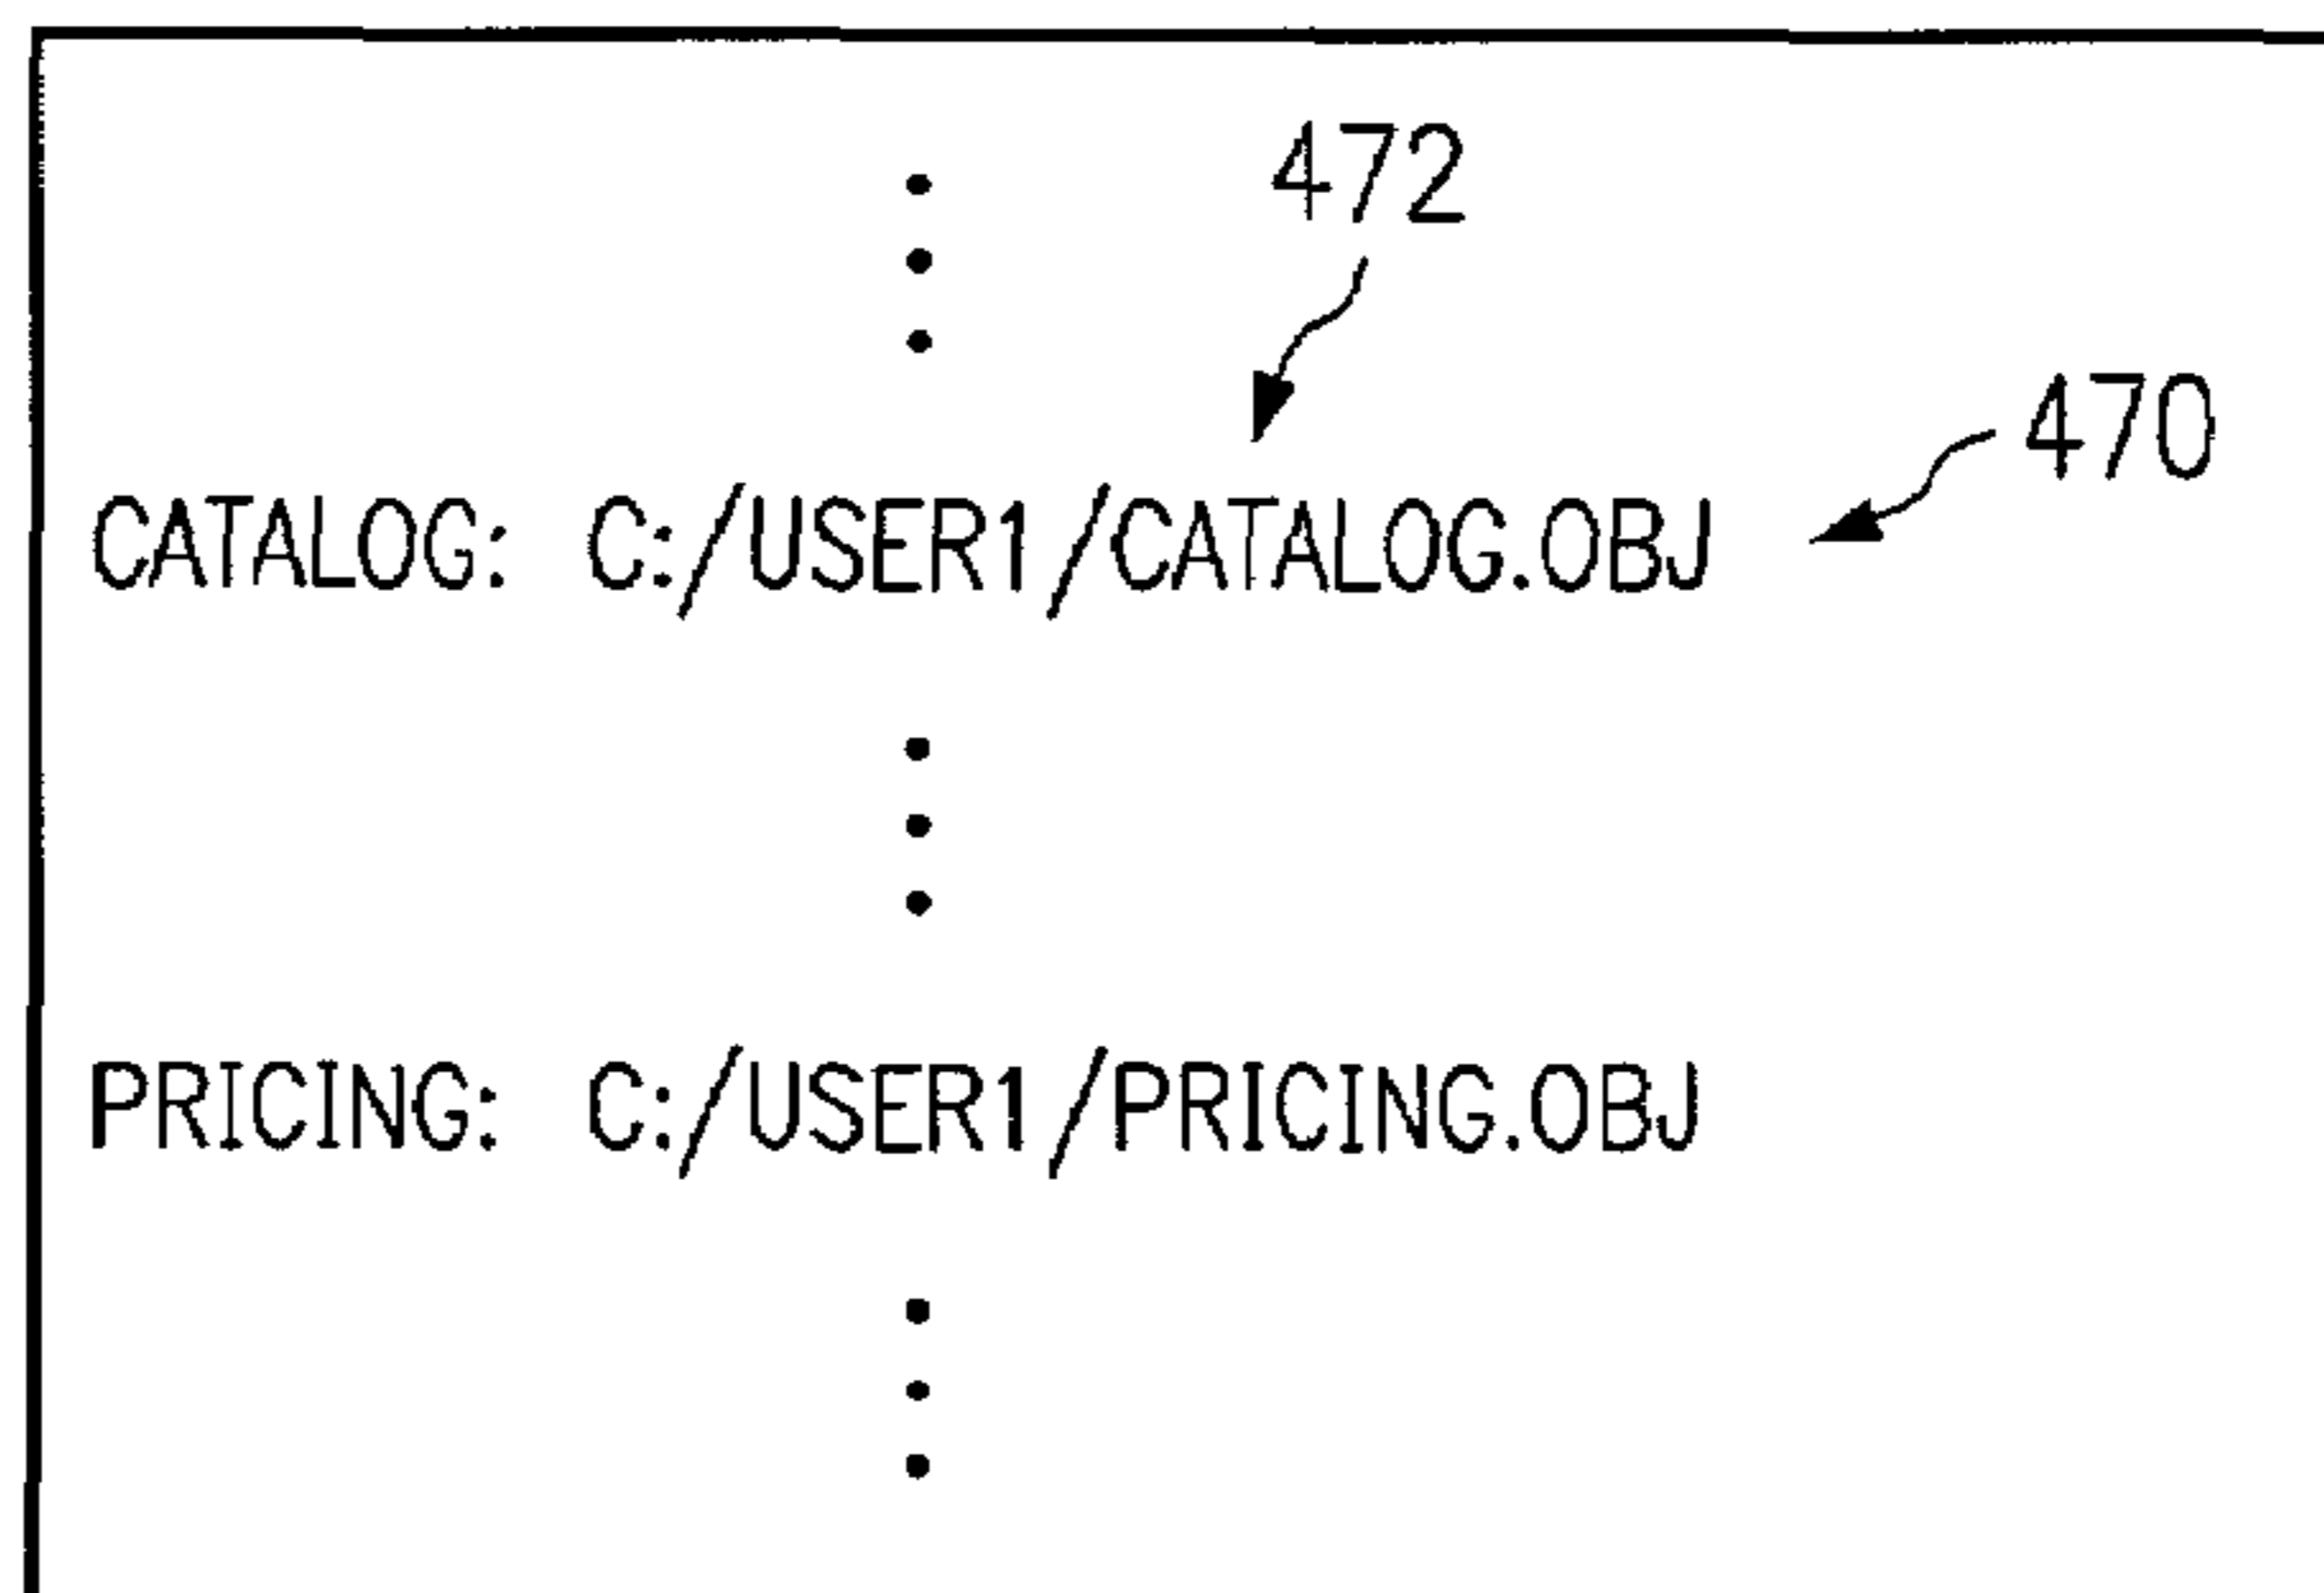 472
470
CATALOG: C:/USER1/CATALOG.OBJ
PRICING: C:/USER1/PRICING.OBJ